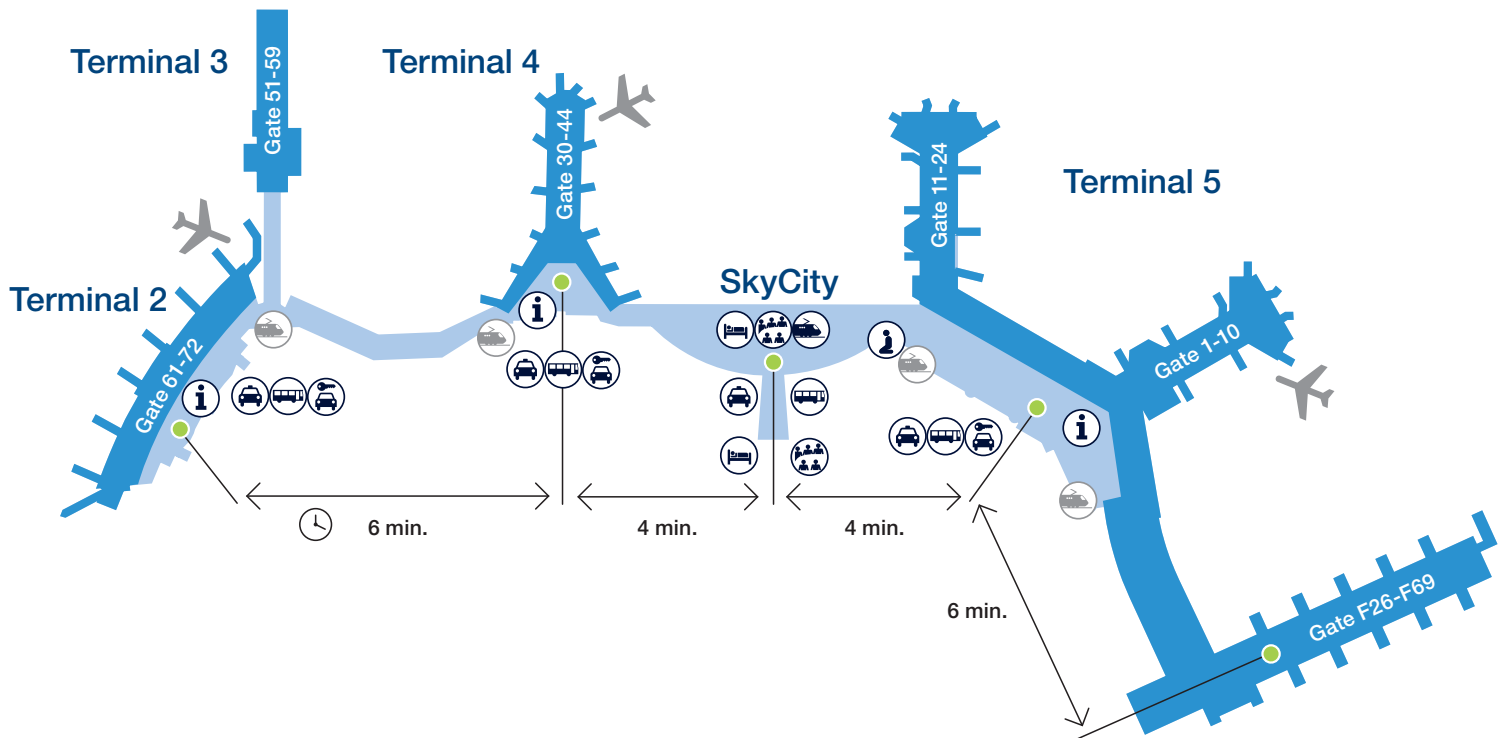 Terminal 3
Gate 51-59
Terminal 4
Gate 30-44
Gate 11-24
Terminal 5
Terminal 2
Gate 61-72
SkyCity
Gate 1-10
i
i
i
6 min.
4 min.
4 min.
6 min.
Gate F26-F69